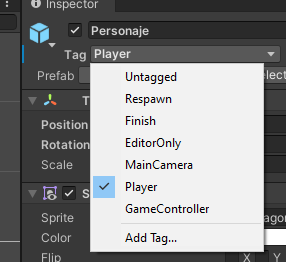 Inspector
Personaje
Tag Player
Prefab
Untagged
Respawn
Finish
EditorOnly
MainCamera
Player
GameController
Add Tag...
Position
Rotation
Scale
S
Sprite
Color
Flip X Y